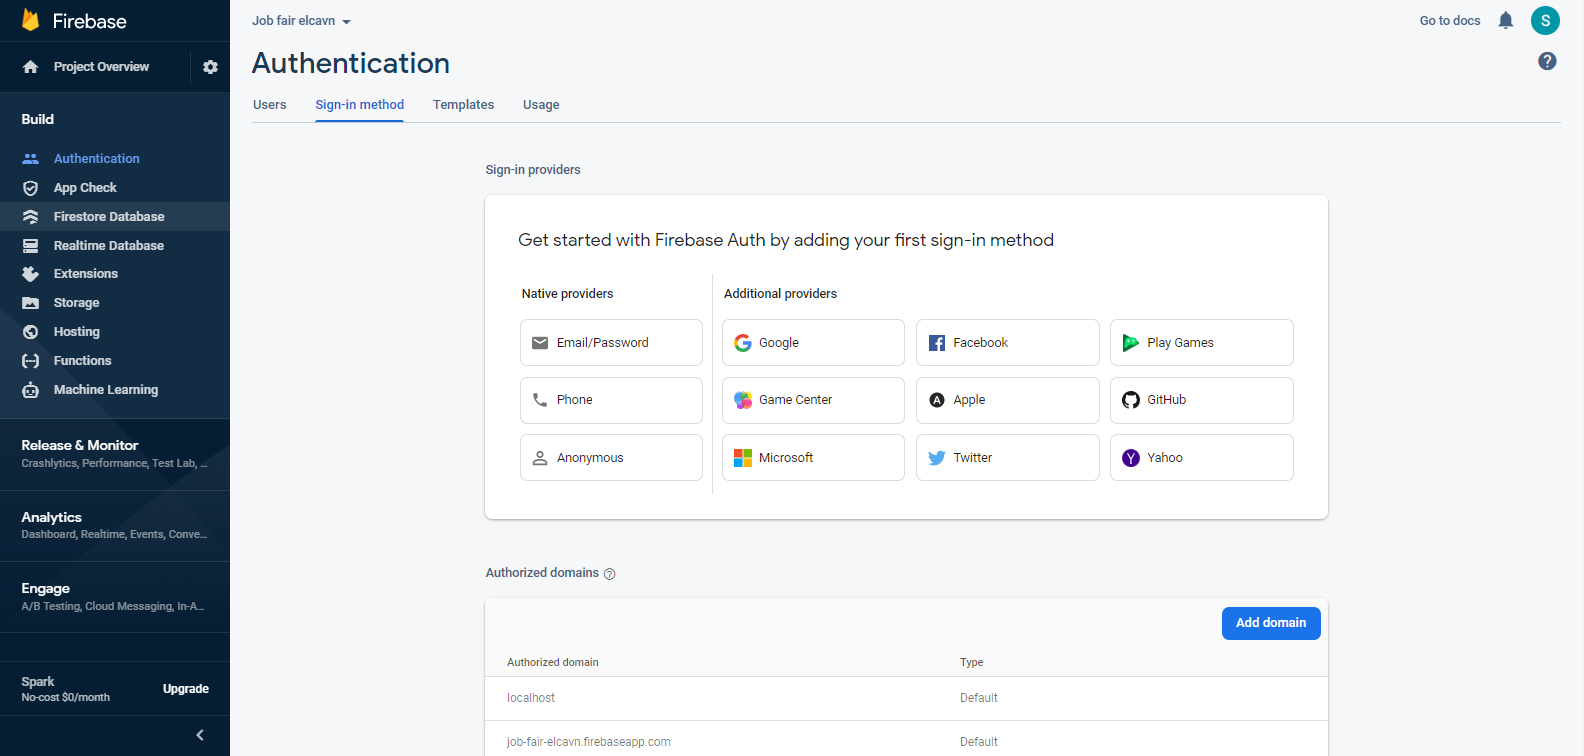 Firebase
Project Overview
Build
Authentication
App Check
Firestore Database
Realtime Database
Extensions
Storage
Hosting
Functions
Machine Learning
Release & Monitor
Crashlytics, Performance, Test Lab, ...
Analytics
Dashboard, Realtime, Events, Conve...
Engage
A/B Testing, Cloud Messaging, In-A...
Spark
No-cost $0/month
Upgrade
Job fair elcavn
Go to docs
S
Authentication
?
Users Sign-in method Templates Usage
Sign-in providers
Get started with Firebase Auth by adding your first sign-in method
Native providers
Email/Password
Phone
Anonymous
Additional providers
Google Facebook Play Games
Game Center Apple GitHub
Microsoft Twitter Yahoo
Authorized domains ?
Add domain
Authorized domain Type
localhost Default
job-fair-elcavn.firebaseapp.com Default